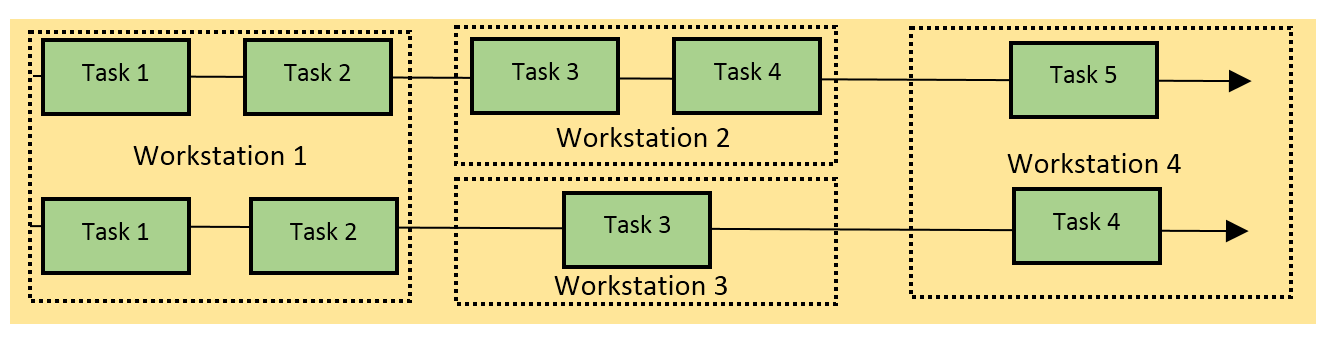 Task 1
Task 2
Task 3
Task 4
Task 5
Workstation 1
Workstation 2
Workstation 4
Task 1
Task 2
Task 3
Task 4
Workstation 3